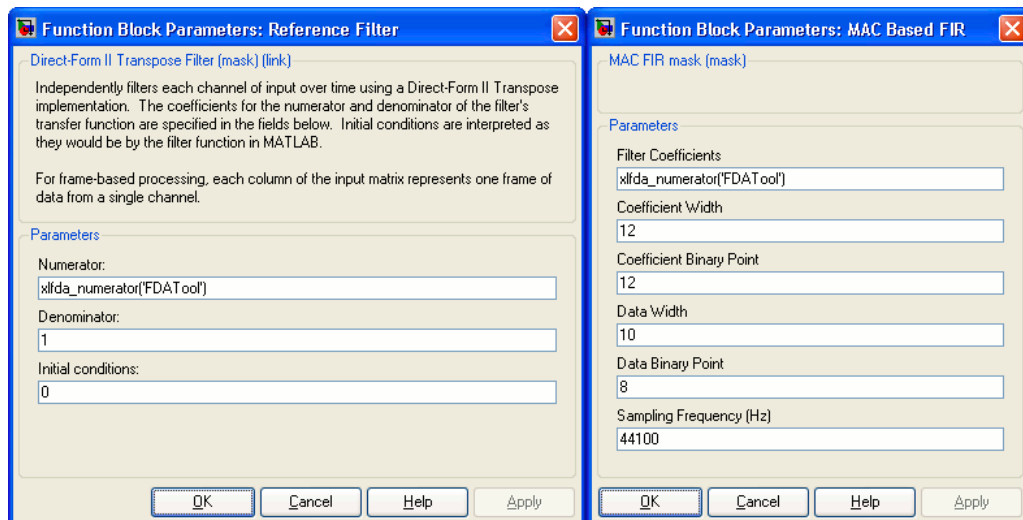 Function Block Parameters: Reference Filter
Direct-Form II Transpose Filter (mask) (link)
Independently filters each channel of input over time using a Direct-Form II Transpose
implementation. The coefficients for the numerator and denominator of the filter's
transfer function are specified in the fields below. Initial conditions are interpreted as
they would be by the filter function in MATLAB.
For frame-based processing, each column of the input matrix represents one frame of
data from a single channel.
Parameters
Numerator:
xlfda_numerator('FDATool')
Denominator:
1
Initial conditions:
0
OK Cancel Help Apply
Function Block Parameters: MAC Based FIR
MAC FIR mask (mask)
Parameters
Filter Coefficients
xlfda_numerator('FDATool')
Coefficient Width
12
Coefficient Binary Point
12
Data Width
10
Data Binary Point
8
Sampling Frequency (Hz)
44100
OK Cancel Help Apply